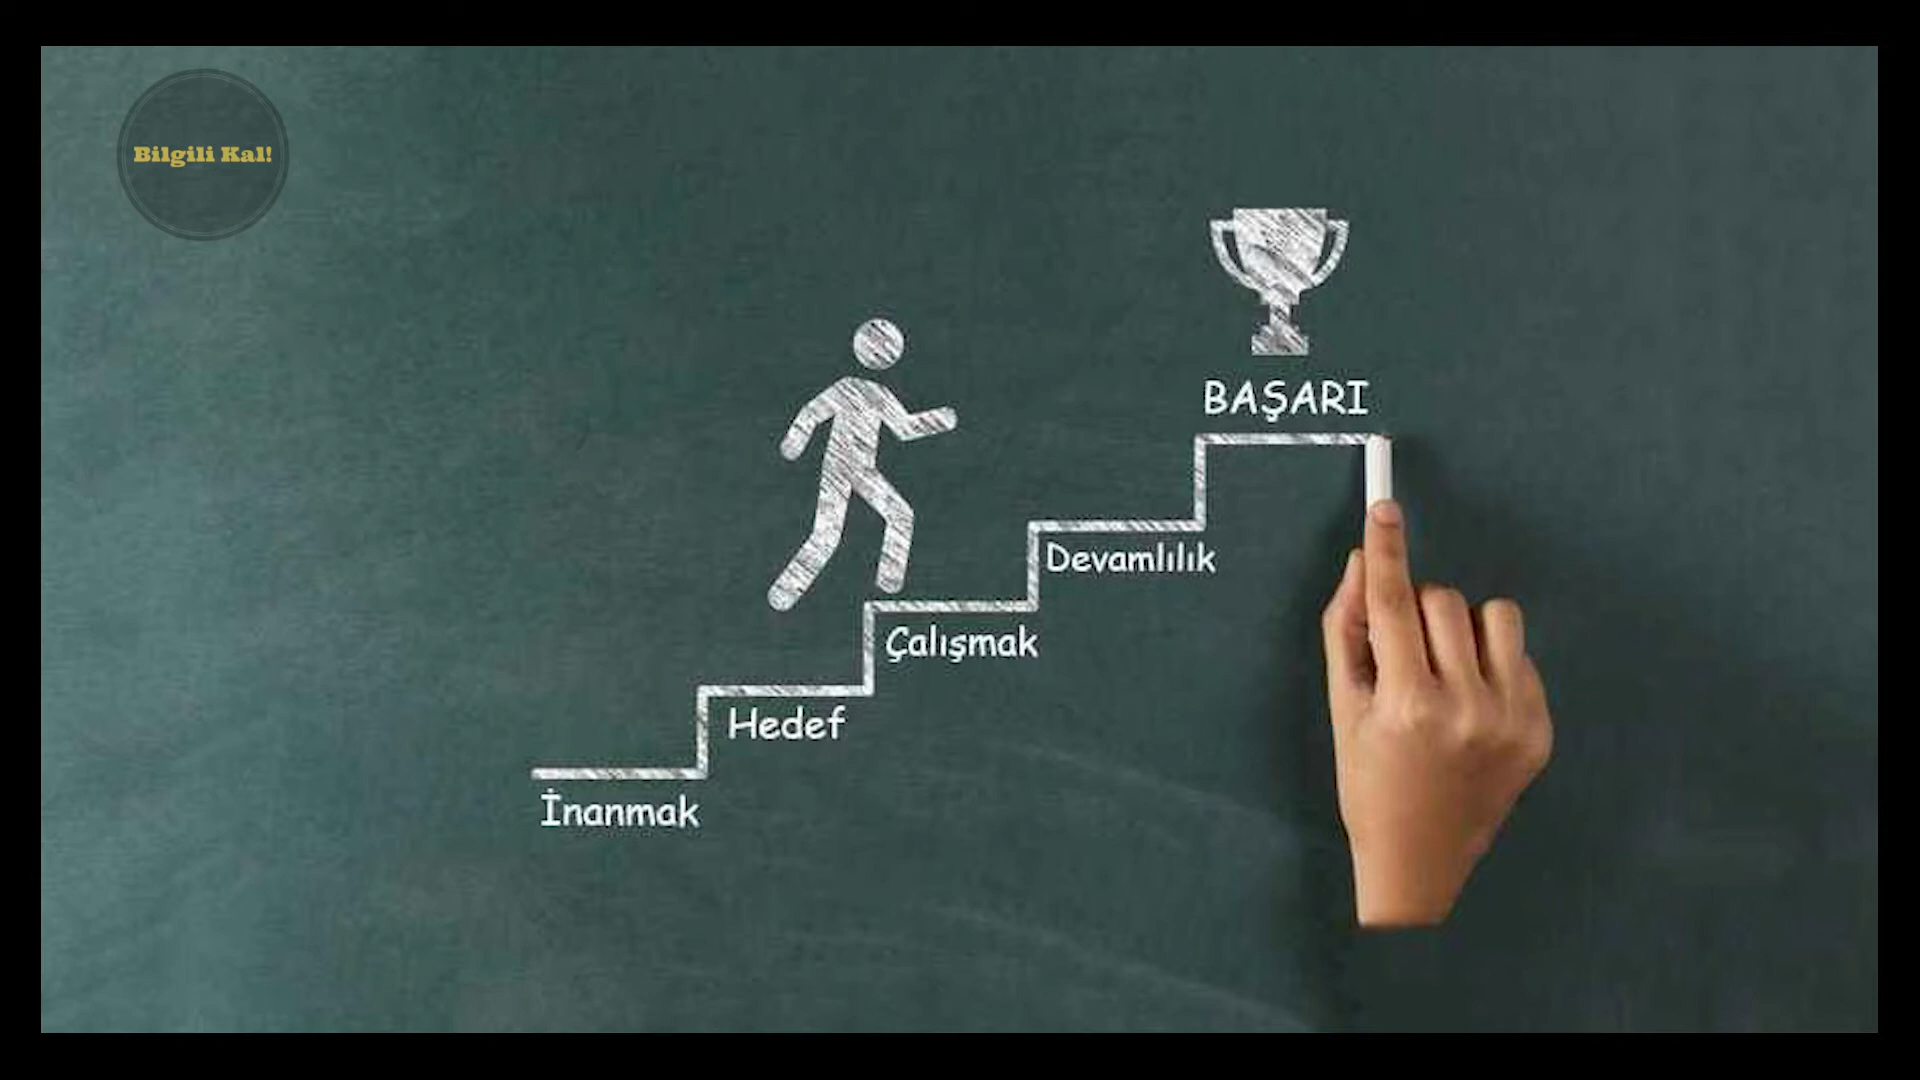 Bilgili Kal!
BAŞARI
Devamlılık
Çalışmak
Hedef
İnanmak